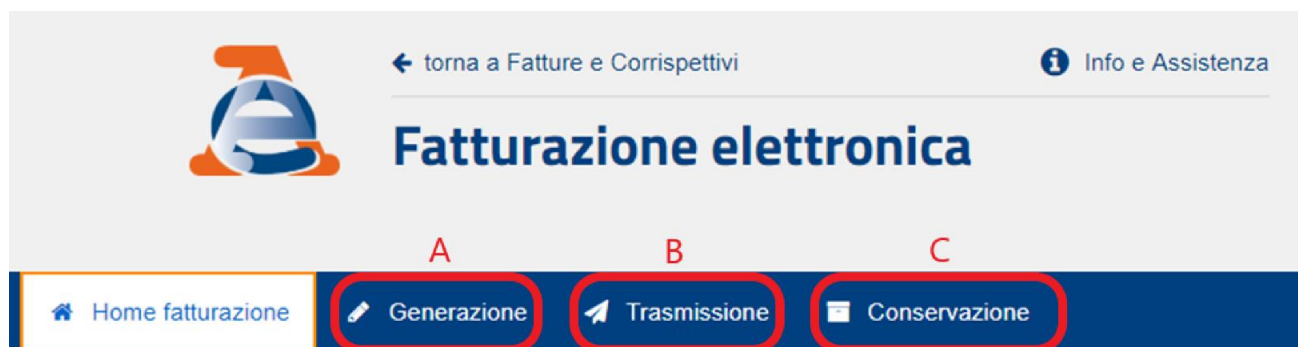 torna a Fatture e Corrispettivi Info e Assistenza
Fatturazione elettronica
A B C
Home fatturazione Generazione Trasmissione Conservazione